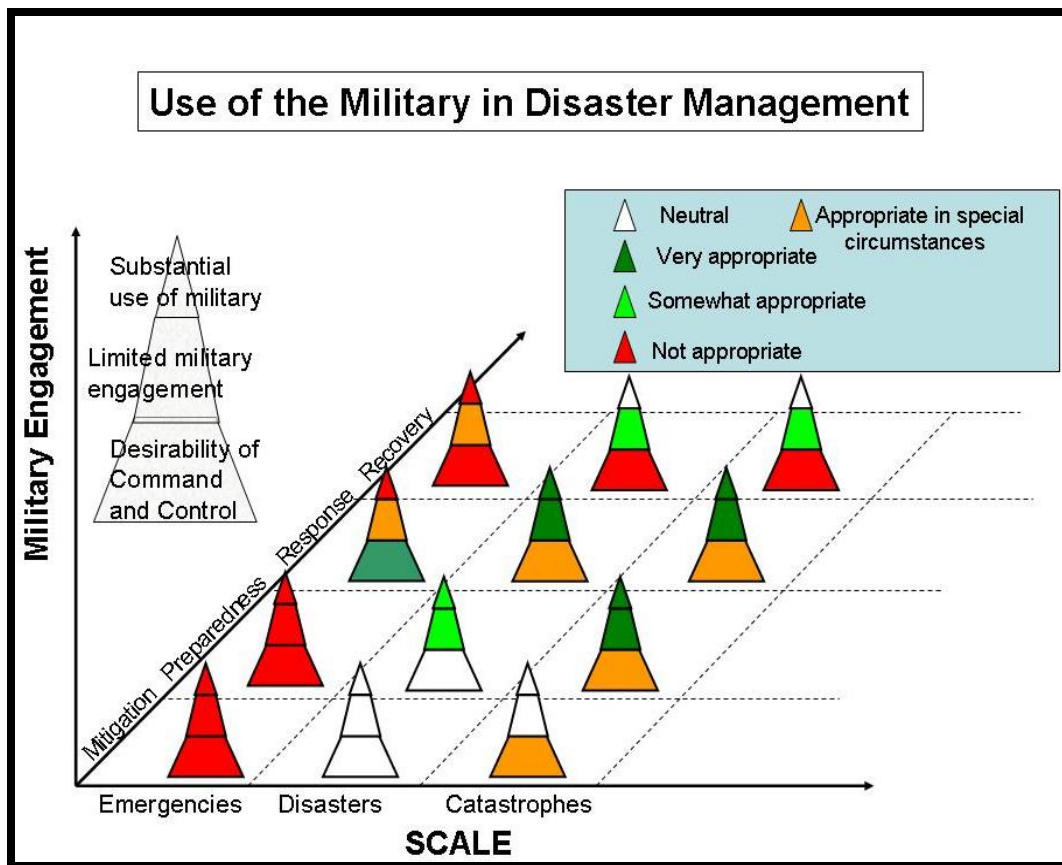 Use of the Military in Disaster Management
Neutral
Appropriate in special
circumstances
Very appropriate
Somewhat appropriate
Not appropriate
Military Engagement
Substantial
use of military
Limited military
engagement
Desirability of
Command
and Control
Recovery
Response
Preparedness
Mitigation
Emergencies
Disasters
Catastrophes
SCALE